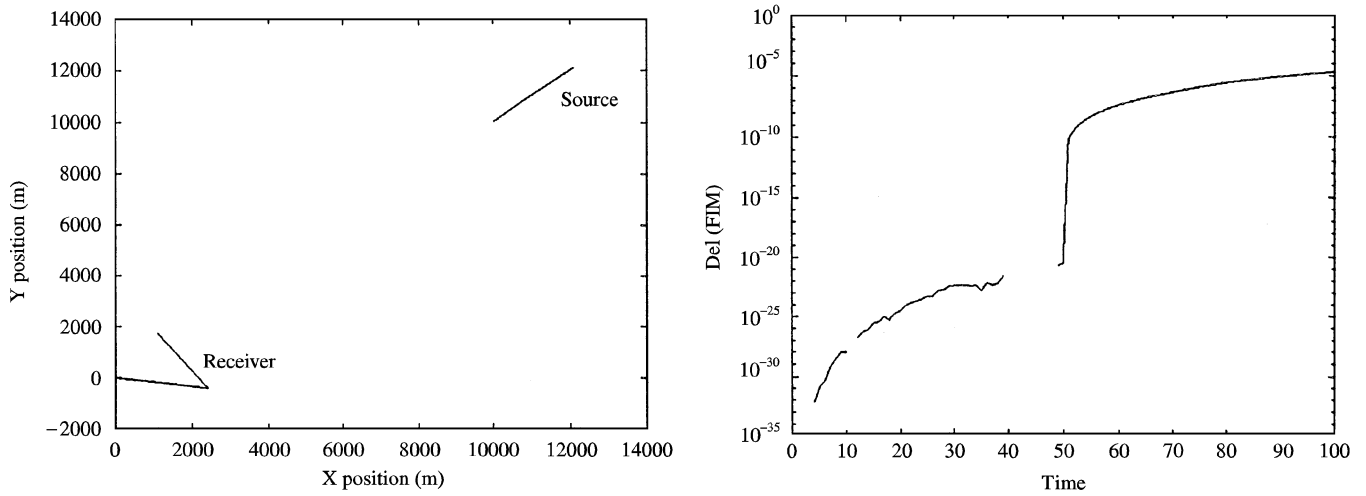 14000
12000
10000
8000
6000
4000
2000
0
−2000
Y position (m)
Source
Receiver
0 2000 4000 6000 8000 10000 12000 14000
X position (m)
10⁰
10⁻⁵
10⁻¹⁰
10⁻¹⁵
10⁻²⁰
10⁻²⁵
10⁻³⁰
10⁻³⁵
Del (FIM)
0 10 20 30 40 50 60 70 80 90 100
Time